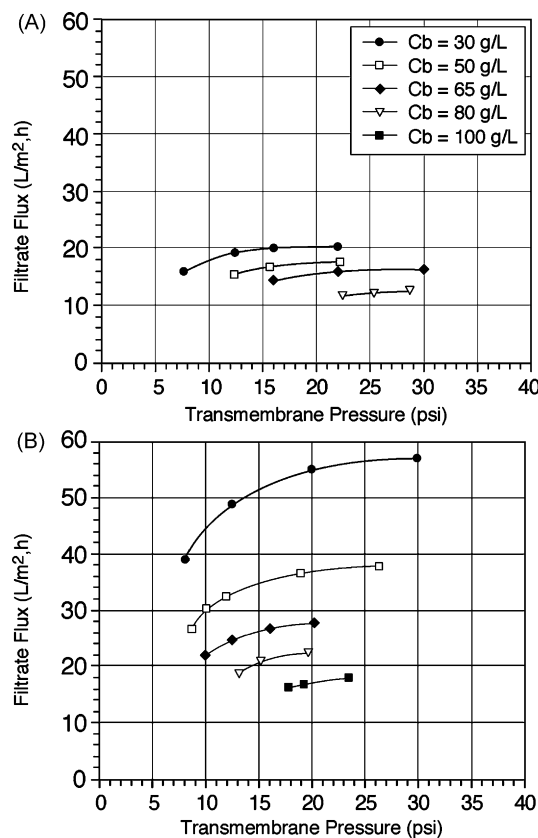 (A)
60
50
40
30
20
10
0
Filtrate Flux (L/m²,h)
Cb = 30 g/L
Cb = 50 g/L
Cb = 65 g/L
Cb = 80 g/L
Cb = 100 g/L
0 5 10 15 20 25 30 35 40
Transmembrane Pressure (psi)
(B)
60
50
40
30
20
10
0
Filtrate Flux (L/m²,h)
0 5 10 15 20 25 30 35 40
Transmembrane Pressure (psi)